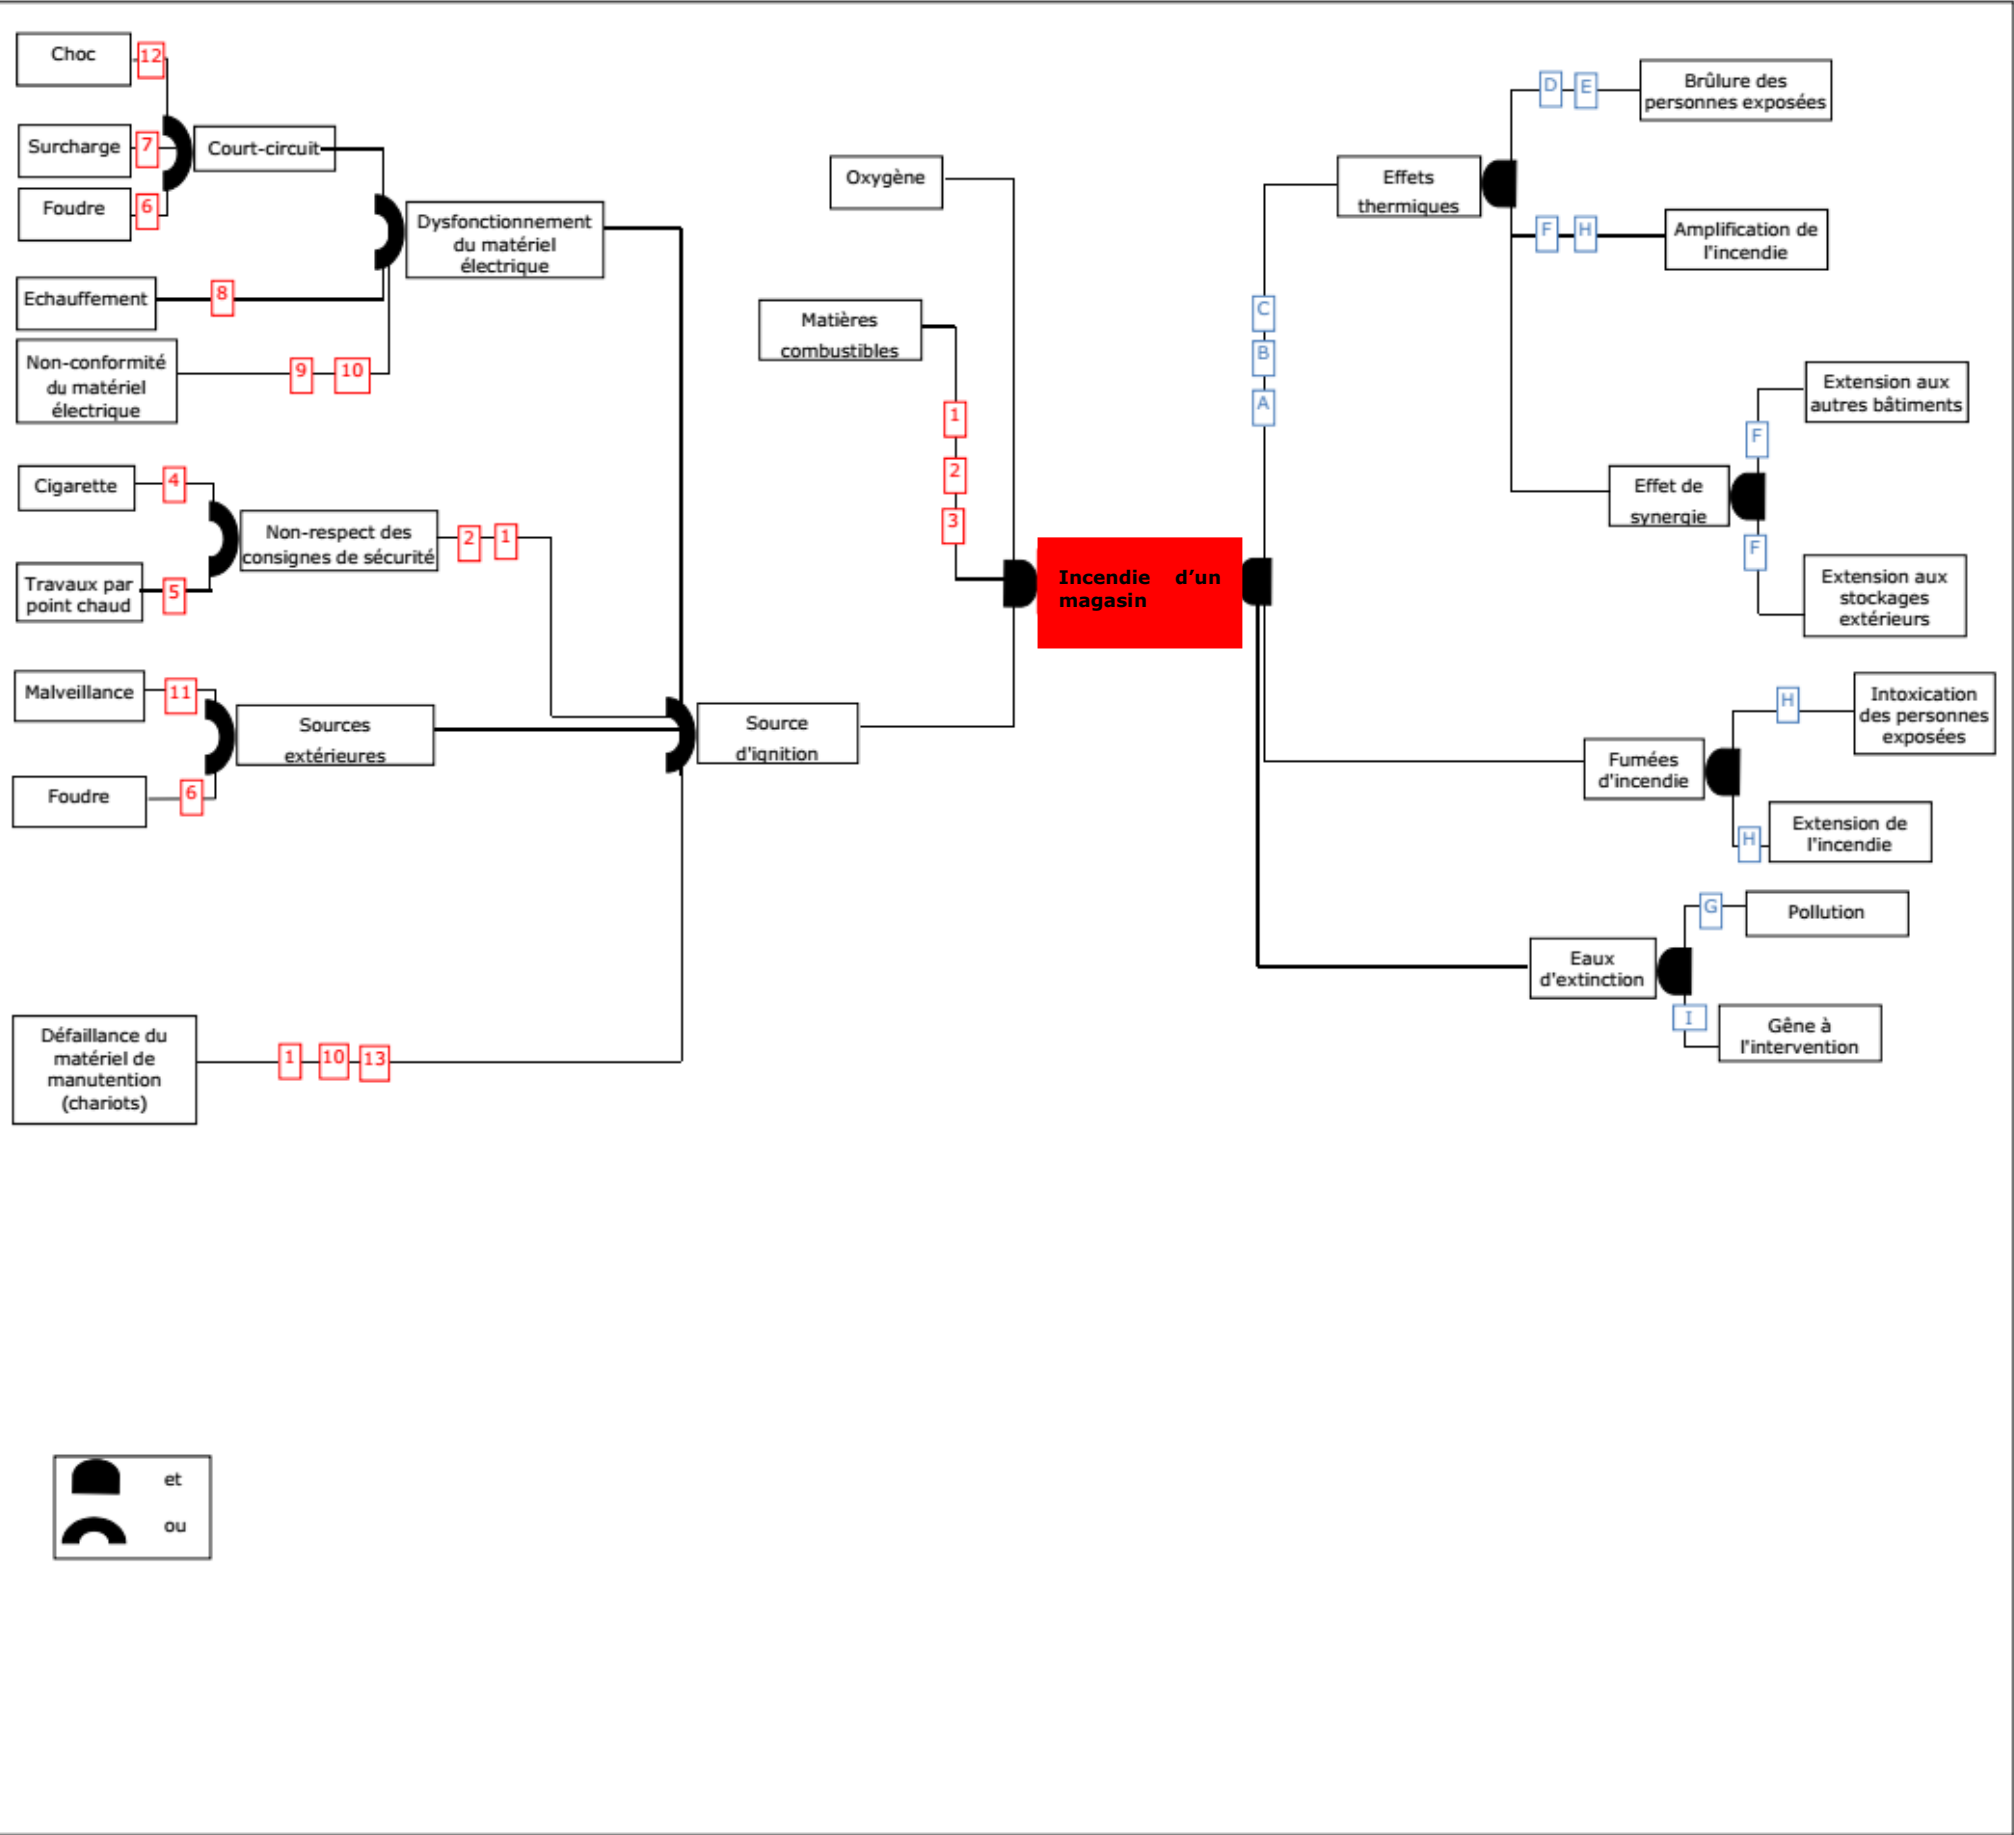 Choc
12
Surcharge
7
Court-circuit
Foudre
6
Dysfonctionnement
du matériel
électrique
Echauffement
8
Non-conformité
du matériel
électrique
9
10
Cigarette
4
Non-respect des
consignes de sécurité
2
1
Travaux par
point chaud
5
Malveillance
11
Sources
extérieures
Foudre
6
Source
d'ignition
Défaillance du
matériel de
manutention
(chariots)
1
10
13
Oxygène
Matières
combustibles
1
2
3
Incendie d’un
magasin
C
B
A
Effets
thermiques
D
E
Brûlure des
personnes exposées
F
H
Amplification de
l'incendie
Effet de
synergie
F
Extension aux
autres bâtiments
F
Extension aux
stockages
extérieurs
Fumées
d'incendie
H
Intoxication
des personnes
exposées
H
Extension de
l'incendie
Eaux
d'extinction
G
Pollution
I
Gêne à
l'intervention
et
ou